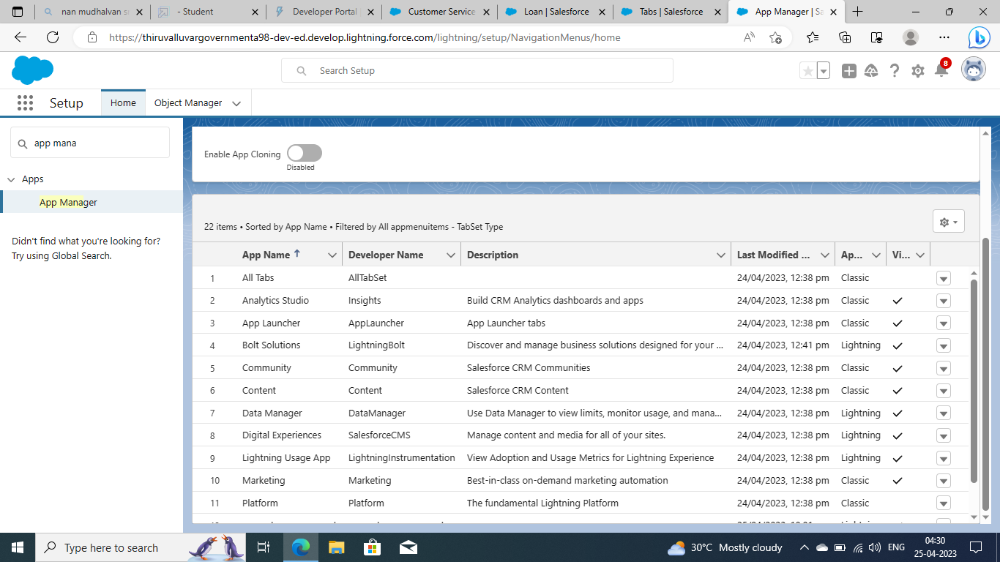 nan mudhalvan s
- Student
Developer Portal
Customer Service
Loan | Salesforce
Tabs | Salesforce
App Manager | Sa
https://thiruvalluvargovernmenta98-dev-ed.develop.lightning.force.com/lightning/setup/NavigationMenus/home
Search Setup
8
Setup
Home
Object Manager
app mana
Apps
App Manager
Didn't find what you're looking for?
Try using Global Search.
Enable App Cloning
Disabled
22 items • Sorted by App Name • Filtered by All appmenuitems - TabSet Type
App Name Developer Name Description Last Modified ... Ap... Vi...
1 All Tabs AllTabSet 24/04/2023, 12:38 pm Classic
2 Analytics Studio Insights Build CRM Analytics dashboards and apps 24/04/2023, 12:38 pm Classic
3 App Launcher AppLauncher App Launcher tabs 24/04/2023, 12:38 pm Classic
4 Bolt Solutions LightningBolt Discover and manage business solutions designed for your ... 24/04/2023, 12:41 pm Lightning
5 Community Community Salesforce CRM Communities 24/04/2023, 12:38 pm Classic
6 Content Content Salesforce CRM Content 24/04/2023, 12:38 pm Classic
7 Data Manager DataManager Use Data Manager to view limits, monitor usage, and mana... 24/04/2023, 12:38 pm Lightning
8 Digital Experiences SalesforceCMS Manage content and media for all of your sites. 24/04/2023, 12:38 pm Lightning
9 Lightning Usage App LightningInstrumentation View Adoption and Usage Metrics for Lightning Experience 24/04/2023, 12:38 pm Lightning
10 Marketing Marketing Best-in-class on-demand marketing automation 24/04/2023, 12:38 pm Classic
11 Platform Platform The fundamental Lightning Platform 24/04/2023, 12:38 pm Classic
Type here to search
30°C Mostly cloudy
ENG
04:30
25-04-2023